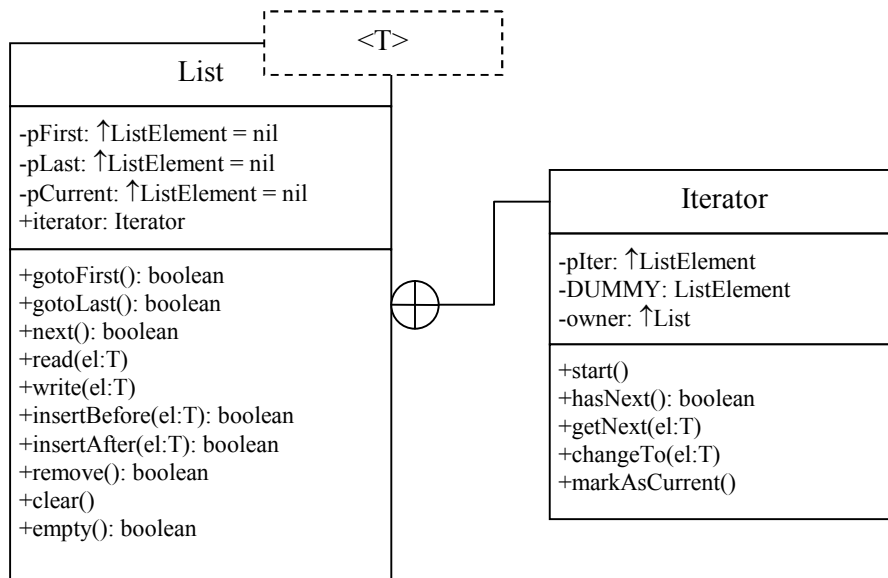 <T>
List
-pFirst: ↑ListElement = nil
-pLast: ↑ListElement = nil
-pCurrent: ↑ListElement = nil
+iterator: Iterator
+gotoFirst(): boolean
+gotoLast(): boolean
+next(): boolean
+read(el:T)
+write(el:T)
+insertBefore(el:T): boolean
+insertAfter(el:T): boolean
+remove(): boolean
+clear()
+empty(): boolean
Iterator
-pIter: ↑ListElement
-DUMMY: ListElement
-owner: ↑List
+start()
+hasNext(): boolean
+getNext(el:T)
+changeTo(el:T)
+markAsCurrent()